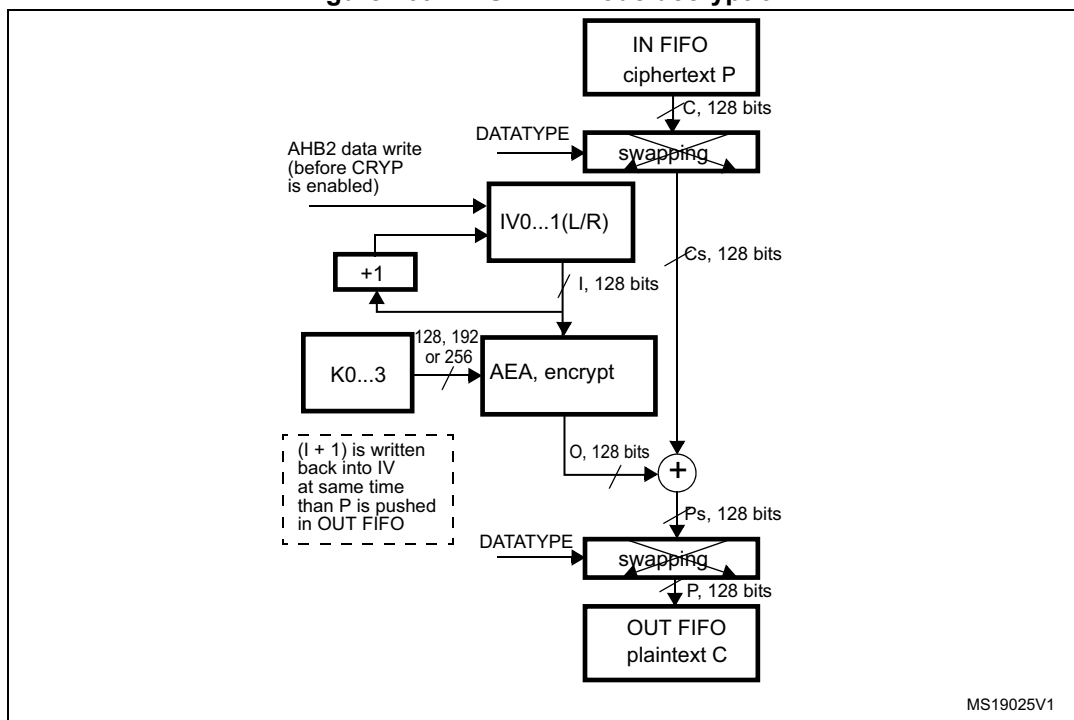 IN FIFO
ciphertext P
C, 128 bits
DATATYPE
swapping
AHB2 data write
(before CRYP
is enabled)
IV0...1(L/R)
Cs, 128 bits
+1
I, 128 bits
128, 192
or 256
K0...3
AEA, encrypt
(I + 1) is written
back into IV
at same time
than P is pushed
in OUT FIFO
O, 128 bits
+
Ps, 128 bits
DATATYPE
swapping
P, 128 bits
OUT FIFO
plaintext C
MS19025V1